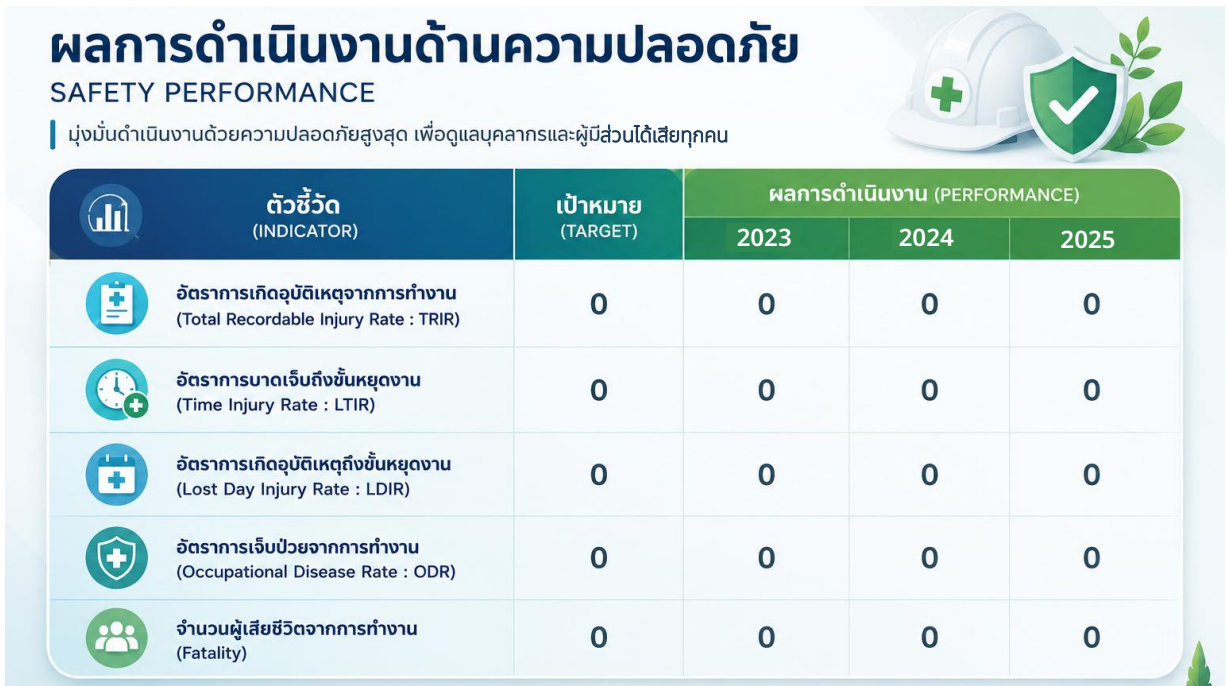 ผลการดำเนินงานด้านความปลอดภัย
SAFETY PERFORMANCE
มุ่งมั่นดำเนินงานด้วยความปลอดภัยสูงสุด เพื่อดูแลบุคลากรและผู้มีส่วนได้เสียทุกคน
ตัวชี้วัด
(INDICATOR)
เป้าหมาย
(TARGET)
ผลการดำเนินงาน (PERFORMANCE)
2023 2024 2025
อัตราการเกิดอุบัติเหตุจากการทำงาน
(Total Recordable Injury Rate : TRIR)
0 0 0 0
อัตราการบาดเจ็บถึงขั้นหยุดงาน
(Time Injury Rate : LTIR)
0 0 0 0
อัตราการเกิดอุบัติเหตุถึงขั้นหยุดงาน
(Lost Day Injury Rate : LDIR)
0 0 0 0
อัตราการเจ็บป่วยจากการทำงาน
(Occupational Disease Rate : ODR)
0 0 0 0
จำนวนผู้เสียชีวิตจากการทำงาน
(Fatality)
0 0 0 0